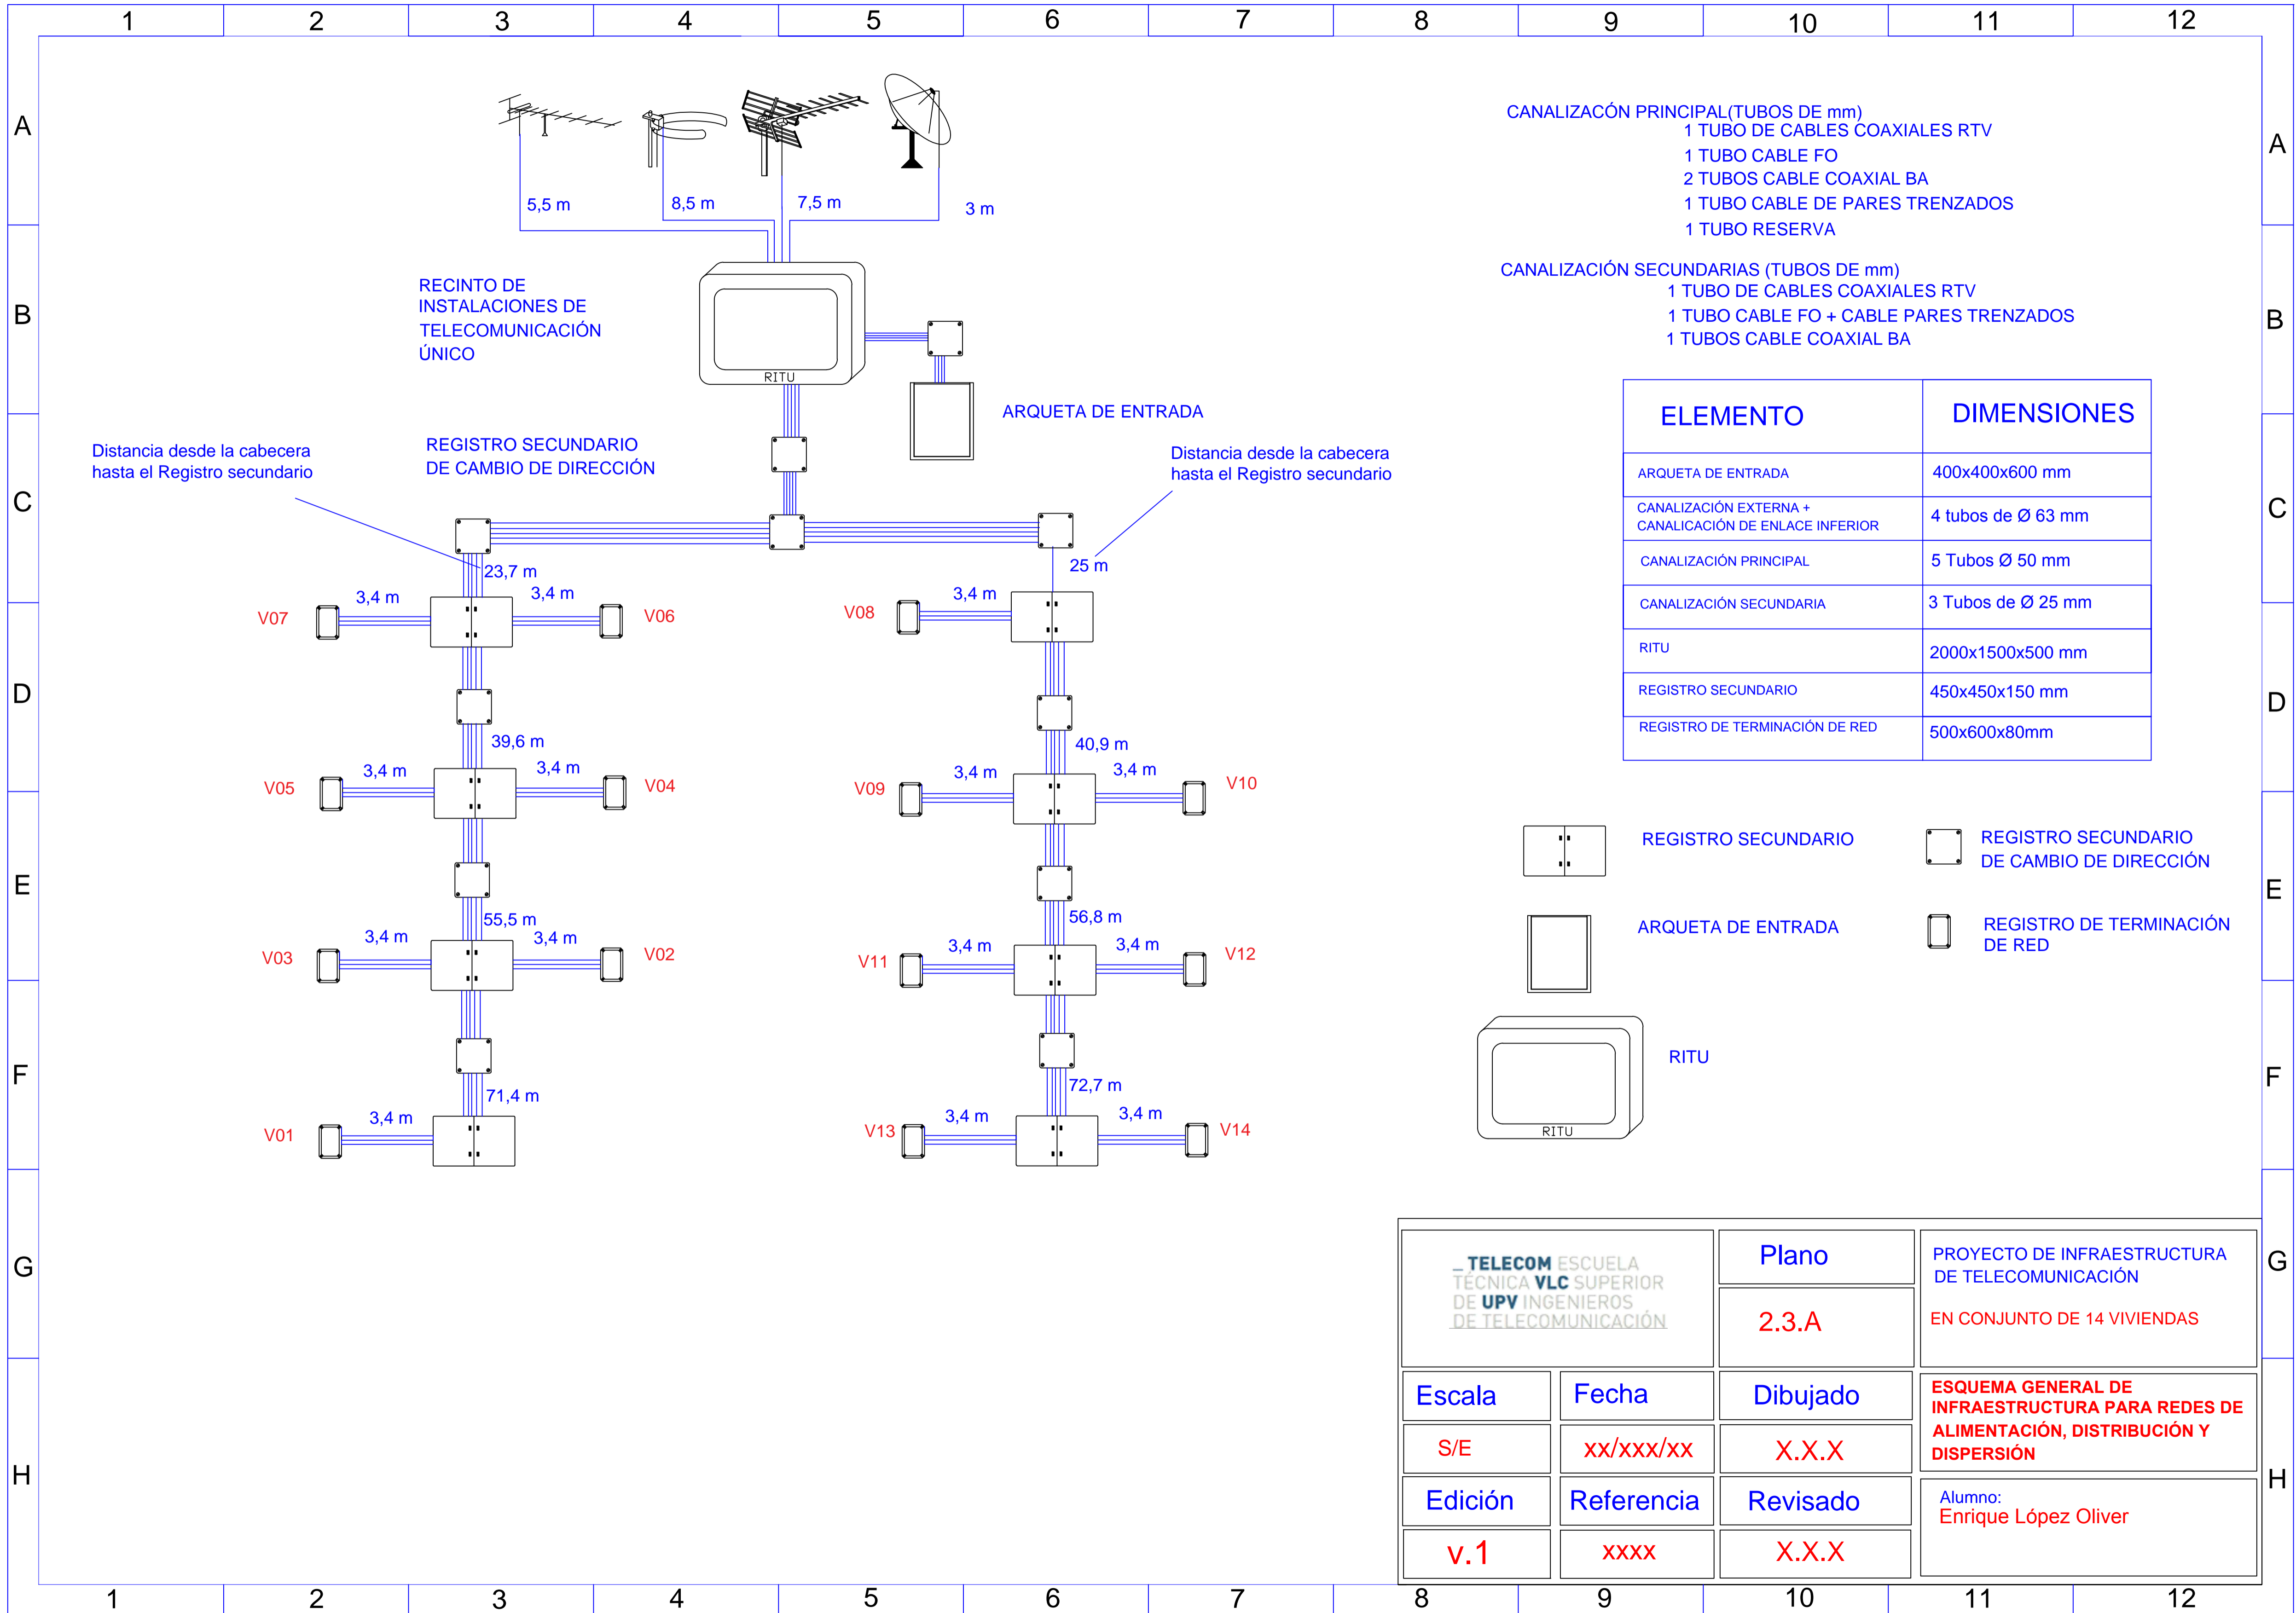 1 2 3 4 5 6 7 8 9 10 11 12
A
A
5,5 m
8,5 m
7,5 m
3 m
CANALIZACÓN PRINCIPAL(TUBOS DE mm)
1 TUBO DE CABLES COAXIALES RTV
1 TUBO CABLE FO
2 TUBOS CABLE COAXIAL BA
1 TUBO CABLE DE PARES TRENZADOS
1 TUBO RESERVA
CANALIZACIÓN SECUNDARIAS (TUBOS DE mm)
1 TUBO DE CABLES COAXIALES RTV
1 TUBO CABLE FO + CABLE PARES TRENZADOS
1 TUBOS CABLE COAXIAL BA
B
B
RECINTO DE
INSTALACIONES DE
TELECOMUNICACIÓN
ÚNICO
RITU
ARQUETA DE ENTRADA
ELEMENTO DIMENSIONES
ARQUETA DE ENTRADA 400x400x600 mm
CANALIZACIÓN EXTERNA +
CANALICACIÓN DE ENLACE INFERIOR 4 tubos de Ø 63 mm
CANALIZACIÓN PRINCIPAL 5 Tubos Ø 50 mm
CANALIZACIÓN SECUNDARIA 3 Tubos de Ø 25 mm
RITU 2000x1500x500 mm
REGISTRO SECUNDARIO 450x450x150 mm
REGISTRO DE TERMINACIÓN DE RED 500x600x80mm
Distancia desde la cabecera
hasta el Registro secundario
REGISTRO SECUNDARIO
DE CAMBIO DE DIRECCIÓN
Distancia desde la cabecera
hasta el Registro secundario
C
C
23,7 m
25 m
3,4 m
3,4 m
3,4 m
V07
V06
V08
D
D
39,6 m
40,9 m
3,4 m
3,4 m
3,4 m
3,4 m
V05
V04
V09
V10
REGISTRO SECUNDARIO
REGISTRO SECUNDARIO
DE CAMBIO DE DIRECCIÓN
E
E
55,5 m
56,8 m
3,4 m
3,4 m
3,4 m
3,4 m
V03
V02
V11
V12
ARQUETA DE ENTRADA
REGISTRO DE TERMINACIÓN
DE RED
F
F
RITU
RITU
71,4 m
72,7 m
3,4 m
3,4 m
3,4 m
V01
V13
V14
G
G
_ TELECOM ESCUELA
TÉCNICA VLC SUPERIOR
DE UPV INGENIEROS
DE TELECOMUNICACIÓN
Plano
2.3.A
PROYECTO DE INFRAESTRUCTURA
DE TELECOMUNICACIÓN
EN CONJUNTO DE 14 VIVIENDAS
Escala Fecha Dibujado
S/E xx/xxx/xx X.X.X
ESQUEMA GENERAL DE
INFRAESTRUCTURA PARA REDES DE
ALIMENTACIÓN, DISTRIBUCIÓN Y
DISPERSIÓN
H
H
Edición Referencia Revisado
v.1 xxxx X.X.X
Alumno:
Enrique López Oliver
1 2 3 4 5 6 7 8 9 10 11 12